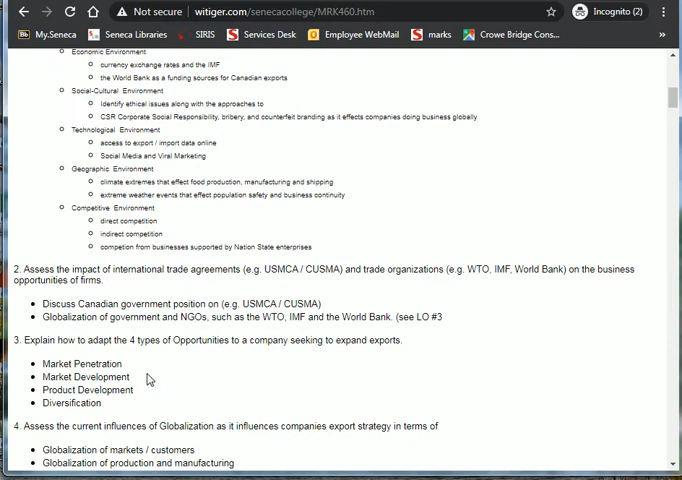 Not secure | witiger.com/senecacollege/MRK460.htm
Incognito (2)
Bb My.Seneca Seneca Libraries SIRIS S Services Desk Employee WebMail S marks S Crowe Bridge Cons... »
Economic Environment
currency exchange rates and the IMF
the World Bank as a funding sources for Canadian exports
Social-Cultural Environment
Identify ethical issues along with the approaches to
CSR Corporate Social Responsibility, bribery, and counterfeit branding as it effects companies doing business globally
Technological Environment
access to export / import data online
Social Media and Viral Marketing
Geographic Environment
climate extremes that effect food production, manufacturing and shipping
extreme weather events that effect population safety and business continuity
Competitive Environment
direct competition
indirect competition
competion from businesses supported by Nation State enterprises
2. Assess the impact of international trade agreements (e.g. USMCA / CUSMA) and trade organizations (e.g. WTO, IMF, World Bank) on the business
opportunities of firms.
Discuss Canadian government position on (e.g. USMCA / CUSMA)
Globalization of government and NGOs, such as the WTO, IMF and the World Bank. (see LO #3
3. Explain how to adapt the 4 types of Opportunities to a company seeking to expand exports.
Market Penetration
Market Development
Product Development
Diversification
4. Assess the current influences of Globalization as it influences companies export strategy in terms of
Globalization of markets / customers
Globalization of production and manufacturing